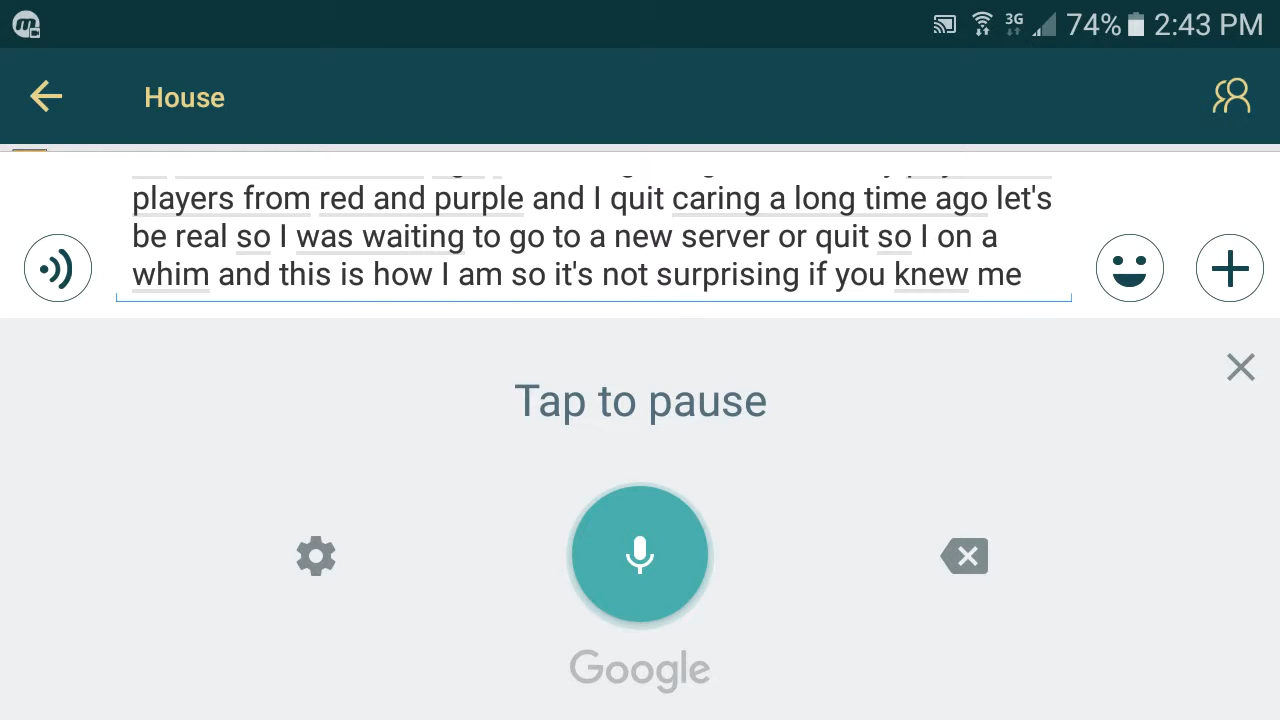 3G 74% 2:43 PM
House
players from red and purple and I quit caring a long time ago let's
be real so I was waiting to go to a new server or quit so I on a
whim and this is how I am so it's not surprising if you knew me
Tap to pause
Google